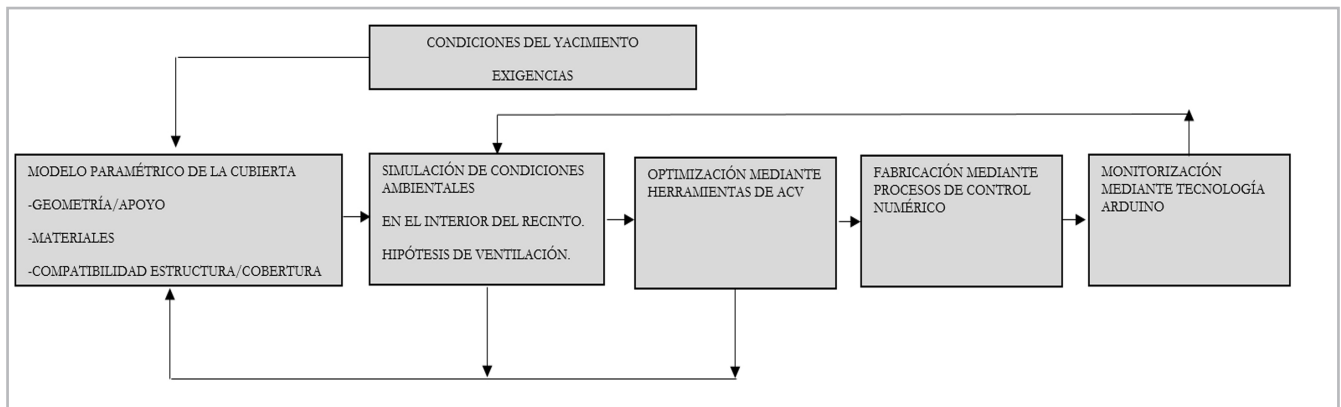 CONDICIONES DEL YACIMIENTO
EXIGENCIAS
MODELO PARAMÉTRICO DE LA CUBIERTA
-GEOMETRÍA/APOYO
-MATERIALES
-COMPATIBILIDAD ESTRUCTURA/COBERTURA
SIMULACIÓN DE CONDICIONES
AMBIENTALES
EN EL INTERIOR DEL RECINTO.
HIPÓTESIS DE VENTILACIÓN.
OPTIMIZACIÓN MEDIANTE
HERRAMIENTAS DE ACV
FABRICACIÓN MEDIANTE
PROCESOS DE CONTROL
NUMÉRICO
MONITORIZACIÓN
MEDIANTE TECNOLOGÍA
ARDUINO